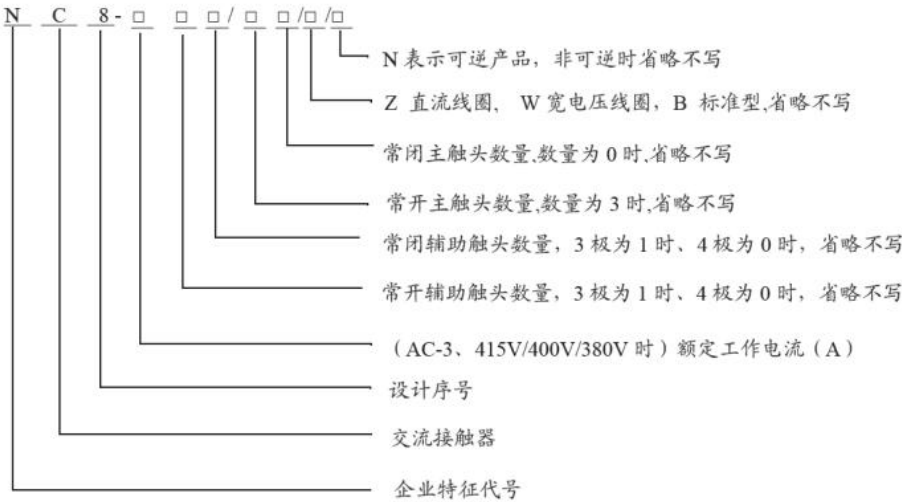 N C 8-□ □ □/□ □/□/□
N 表示可逆产品，非可逆时省略不写
Z 直流线圈、 W 宽电压线圈，B 标准型,省略不写
常闭主触头数量,数量为 0 时,省略不写
常开主触头数量,数量为 3 时,省略不写
常闭辅助触头数量，3 极为 1 时、4 极为 0 时，省略不写
常开辅助触头数量，3 极为 1 时、4 极为 0 时，省略不写
（AC-3、415V/400V/380V 时）额定工作电流（A）
设计序号
交流接触器
企业特征代号